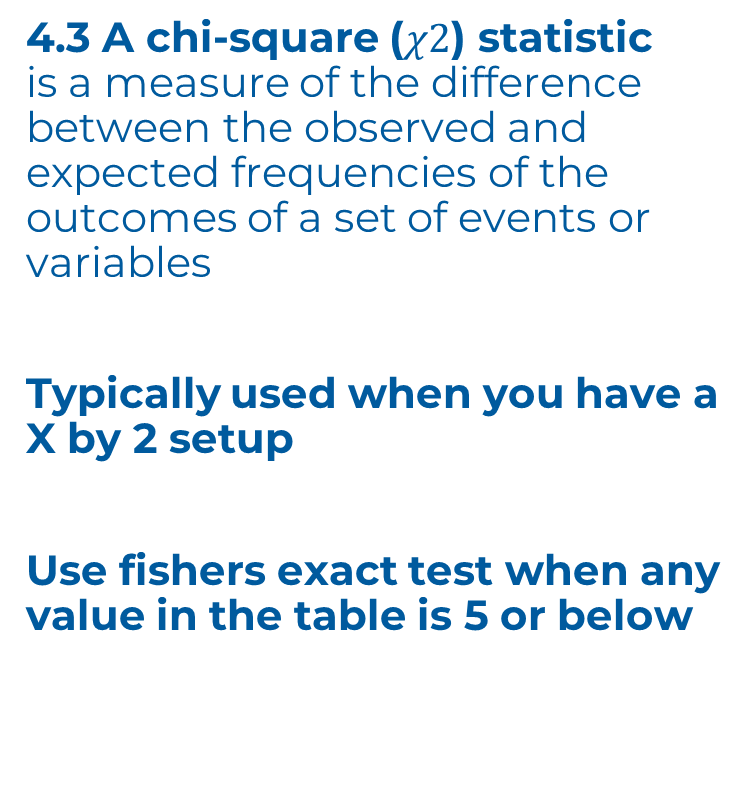 4.3 A chi-square (χ2) statistic
is a measure of the difference
between the observed and
expected frequencies of the
outcomes of a set of events or
variables
Typically used when you have a
X by 2 setup
Use fishers exact test when any
value in the table is 5 or below